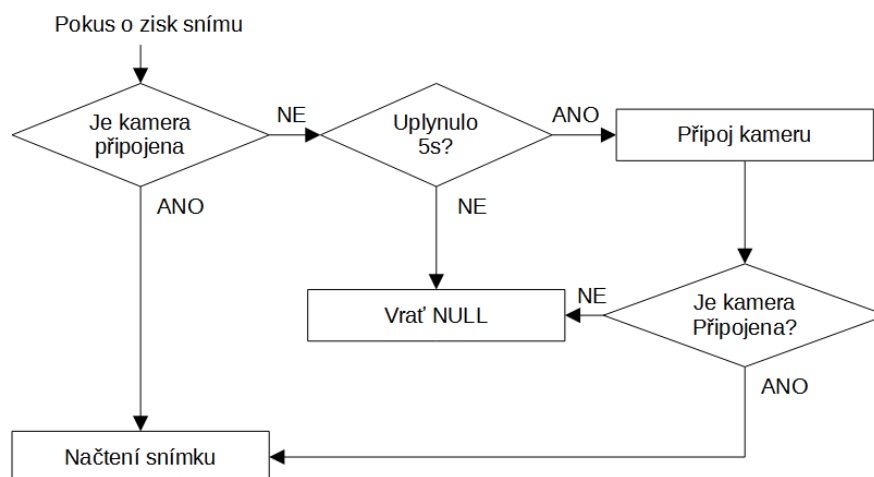 Pokus o zisk snímu
Je kamera
připojena
NE
Uplynulo
5s?
ANO
Připoj kameru
ANO
NE
Vrať NULL
NE
Je kamera
Připojena?
ANO
Načtení snímku